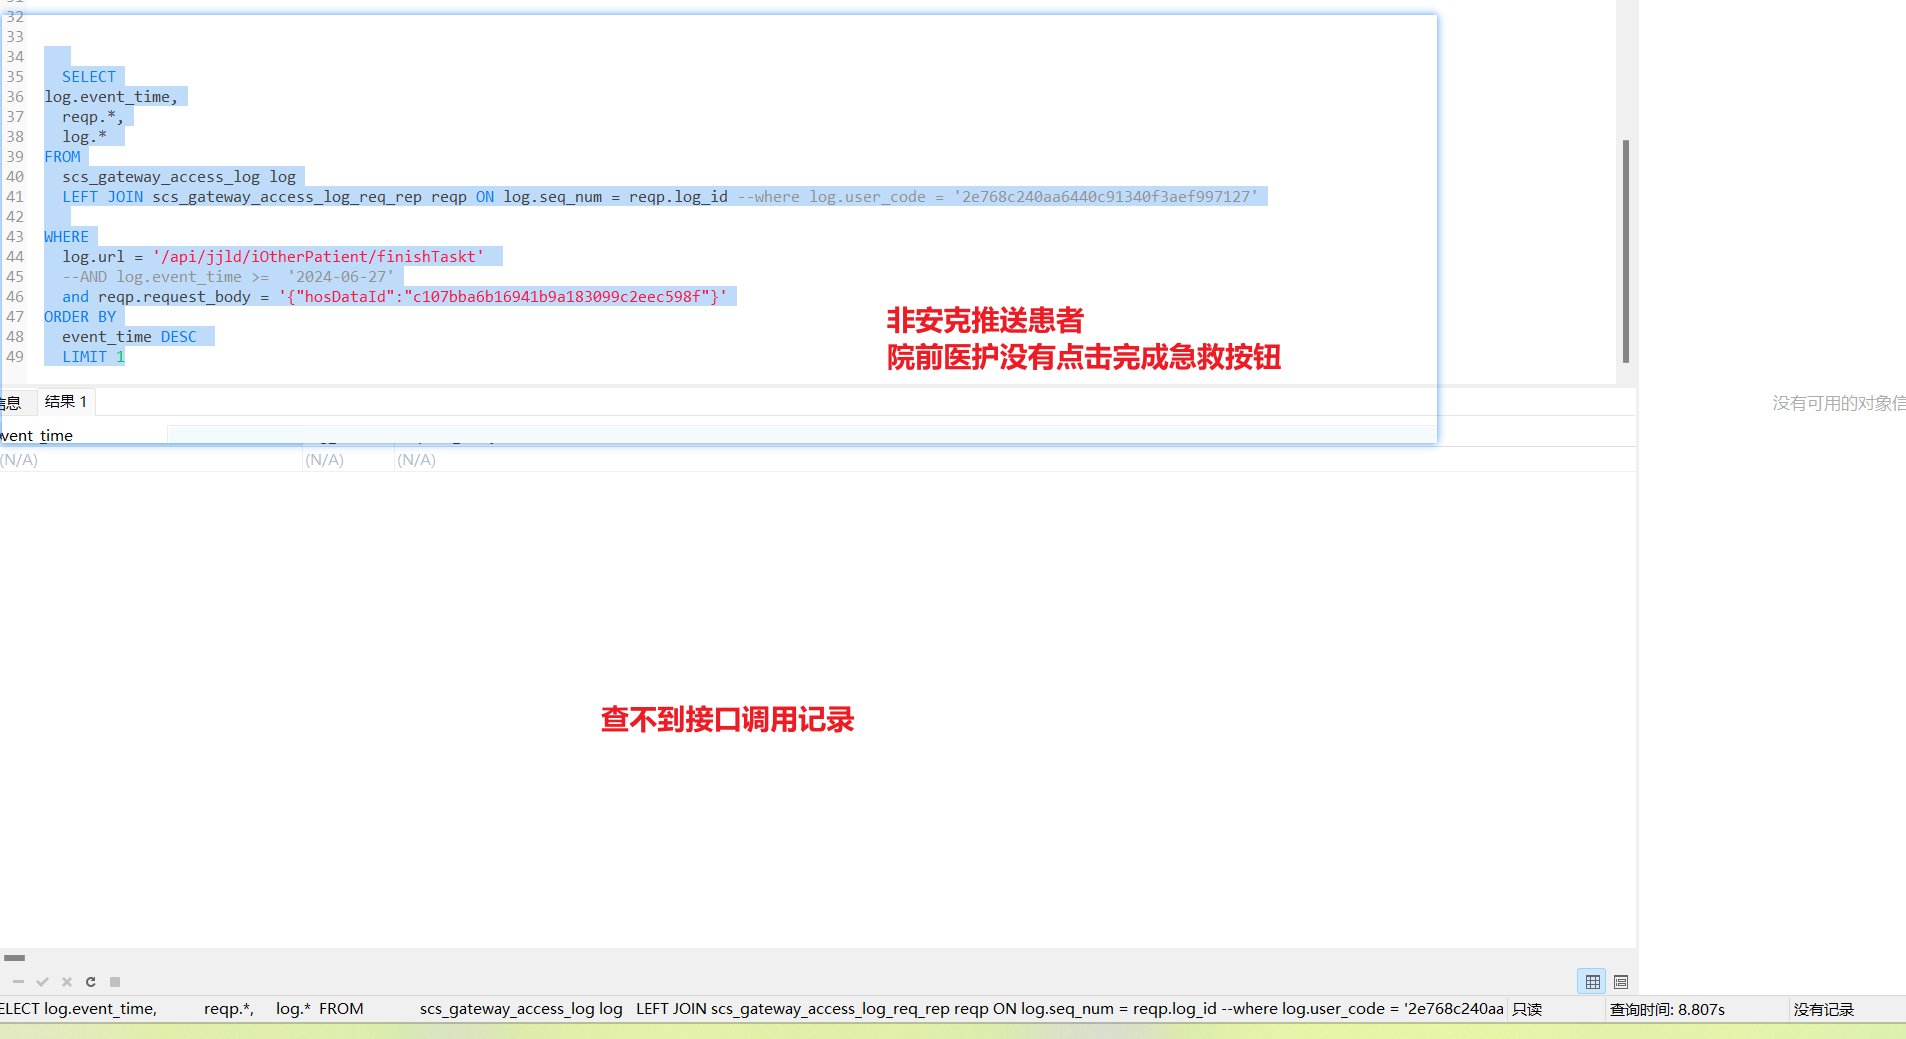 32
33
34
35 SELECT
36 log.event_time,
37 reqp.*,
38 log.*
39 FROM
40 scs_gateway_access_log log
41 LEFT JOIN scs_gateway_access_log_req_rep reqp ON log.seq_num = reqp.log_id --where log.user_code = '2e768c240aa6440c91340f3aef997127'
42
43 WHERE
44 log.url = '/api/jjld/iOtherPatient/finishTaskt'
45 --AND log.event_time >=  '2024-06-27'
46 and reqp.request_body = '{"hosDataId":"c107bba6b16941b9a183099c2eec598f"}'
47 ORDER BY
48 event_time DESC
49 LIMIT 1
非安克推送患者
院前医护没有点击完成急救按钮
信息 结果 1
没有可用的对象信
vent_time
(N/A) (N/A) (N/A)
查不到接口调用记录
ELECT log.event_time, reqp.*, log.* FROM scs_gateway_access_log log LEFT JOIN scs_gateway_access_log_req_rep reqp ON log.seq_num = reqp.log_id --where log.user_code = '2e768c240aa 只读 查询时间: 8.807s 没有记录